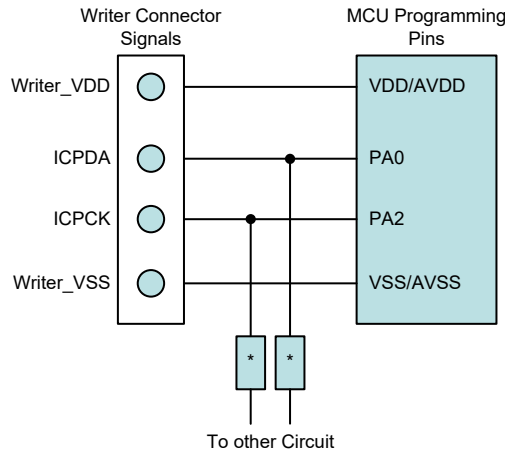 Writer Connector
Signals
MCU Programming
Pins
Writer_VDD
VDD/AVDD
ICPDA
PA0
ICPCK
PA2
Writer_VSS
VSS/AVSS
*
*
To other Circuit